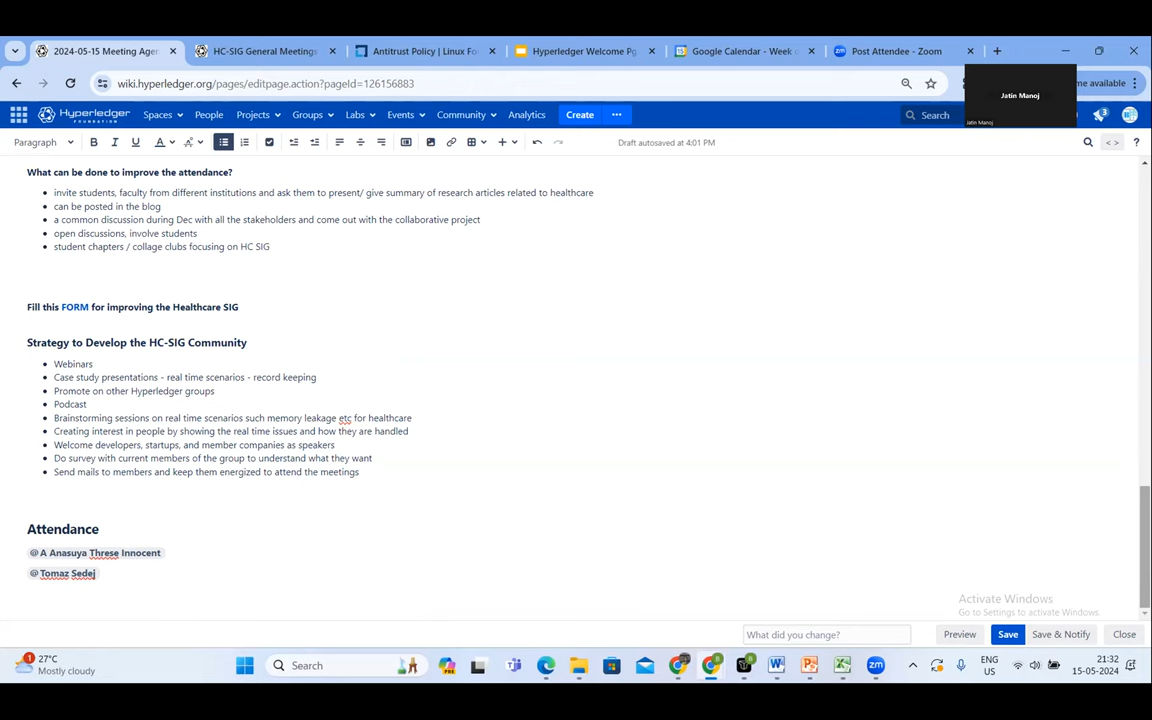 2024-05-15 Meeting Agen
HC-SIG General Meetings
Antitrust Policy | Linux Fo
Hyperledger Welcome Pg
Google Calendar - Week o
Post Attendee - Zoom
wiki.hyperledger.org/pages/editpage.action?pageId=126156883
me available
Jatin Manoj
Jatin Manoj
HYPERLEDGER
FOUNDATION
Spaces
People
Projects
Groups
Labs
Events
Community
Analytics
Create
Search
3
Paragraph
B
I
U
A
Draft autosaved at 4:01 PM
< >
?
What can be done to improve the attendance?
invite students, faculty from different institutions and ask them to present/ give summary of research articles related to healthcare
can be posted in the blog
a common discussion during Dec with all the stakeholders and come out with the collaborative project
open discussions, involve students
student chapters / collage clubs focusing on HC SIG
Fill this FORM for improving the Healthcare SIG
Strategy to Develop the HC-SIG Community
Webinars
Case study presentations - real time scenarios - record keeping
Promote on other Hyperledger groups
Podcast
Brainstorming sessions on real time scenarios such memory leakage etc for healthcare
Creating interest in people by showing the real time issues and how they are handled
Welcome developers, startups, and member companies as speakers
Do survey with current members of the group to understand what they want
Send mails to members and keep them energized to attend the meetings
Attendance
@A Anasuya Threse Innocent
@Tomaz Sedej
Activate Windows
Go to Settings to activate Windows.
What did you change?
Preview
Save
Save & Notify
Close
1
27°C
Mostly cloudy
Search
ENG
US
21:32
15-05-2024